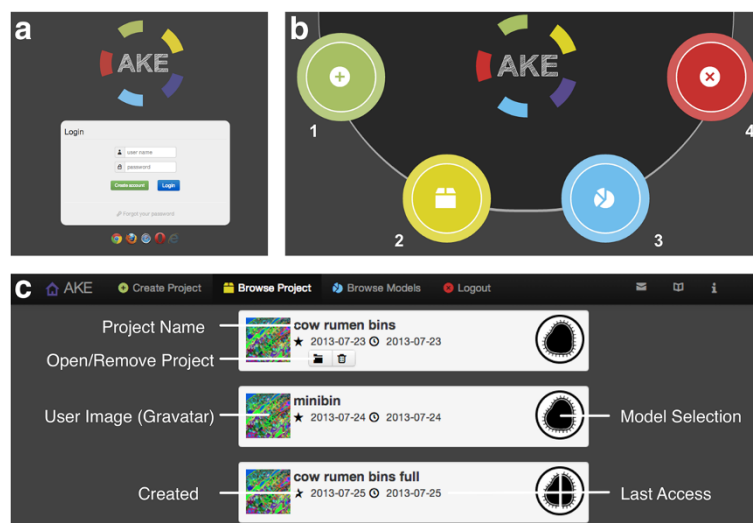 a
AKE
Login
user name
password
Create account
Login
Forgot your password
b
AKE
1
2
3
4
c
AKE Create Project Browse Project Browse Models Logout
Project Name
cow rumen bins
2013-07-23 2013-07-23
Open/Remove Project
minibin
User Image (Gravatar)
2013-07-24 2013-07-24
Model Selection
cow rumen bins full
Created
2013-07-25 2013-07-25
Last Access